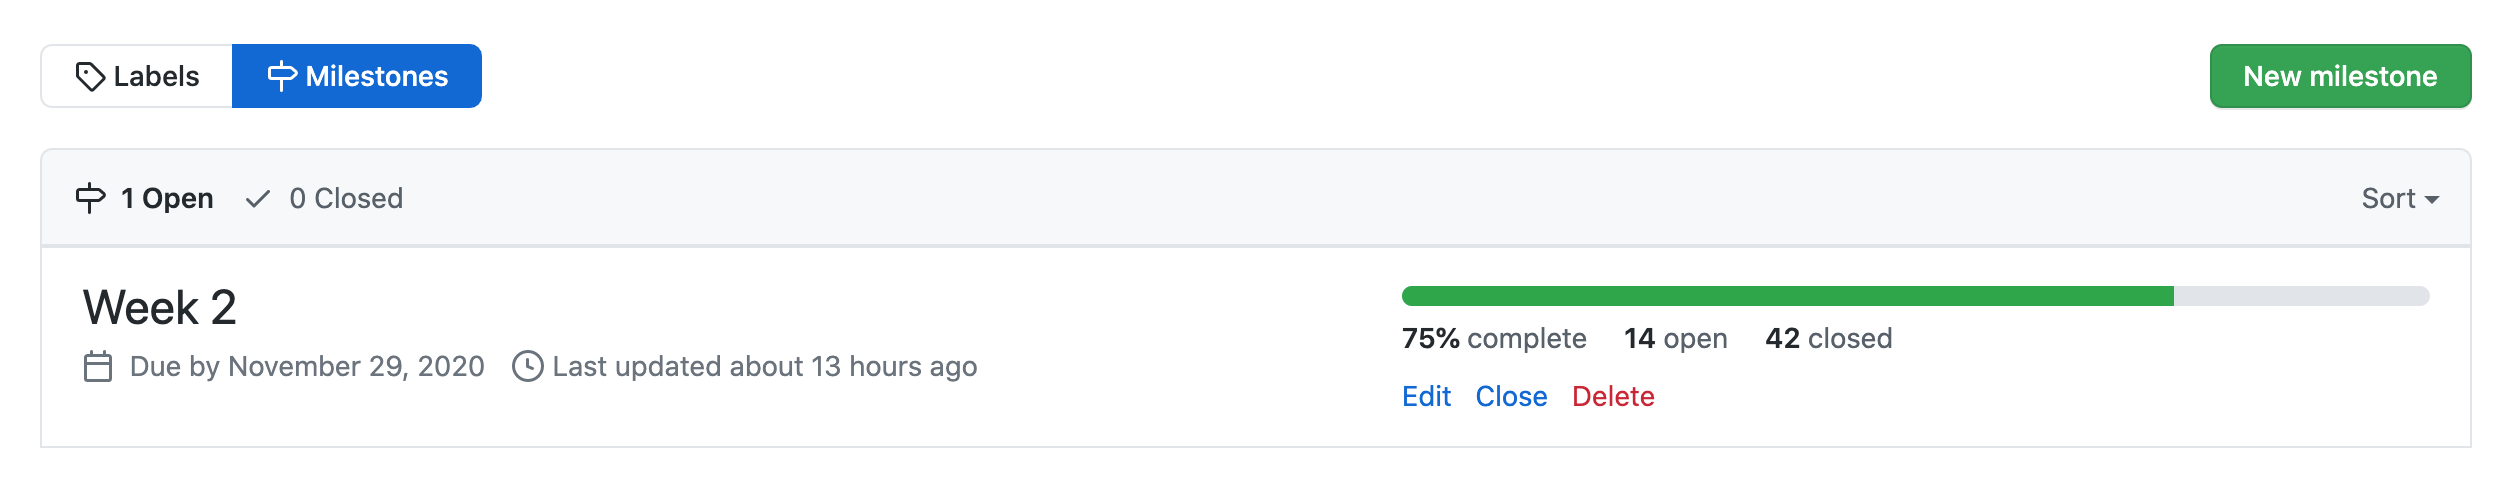 Labels Milestones New milestone
1 Open 0 Closed Sort
Week 2
75% complete 14 open 42 closed
Due by November 29, 2020 Last updated about 13 hours ago
Edit Close Delete